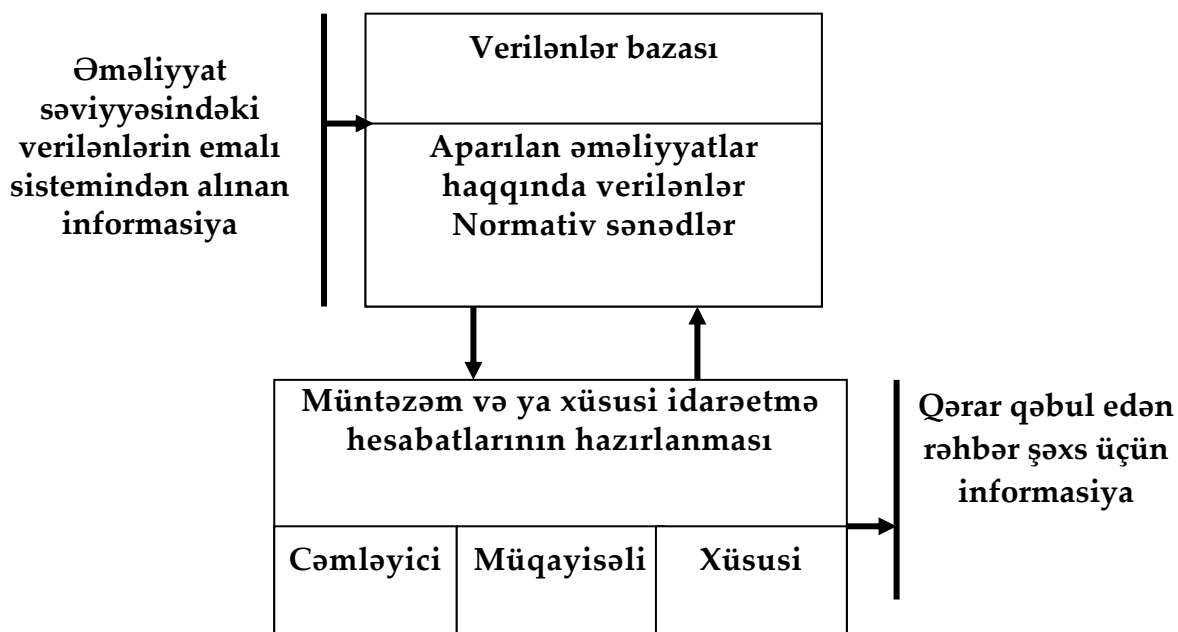 Əməliyyat
səviyyəsindəki
verilənlərin emalı
sistemindən alınan
informasiya
Verilənlər bazası
Aparılan əməliyyatlar
haqqında verilənlər
Normativ sənədlər
Müntəzəm və ya xüsusi idarəetmə
hesabatlarının hazırlanması
Cəmləyici
Müqayisəli
Xüsusi
Qərar qəbul edən
rəhbər şəxs üçün
informasiya